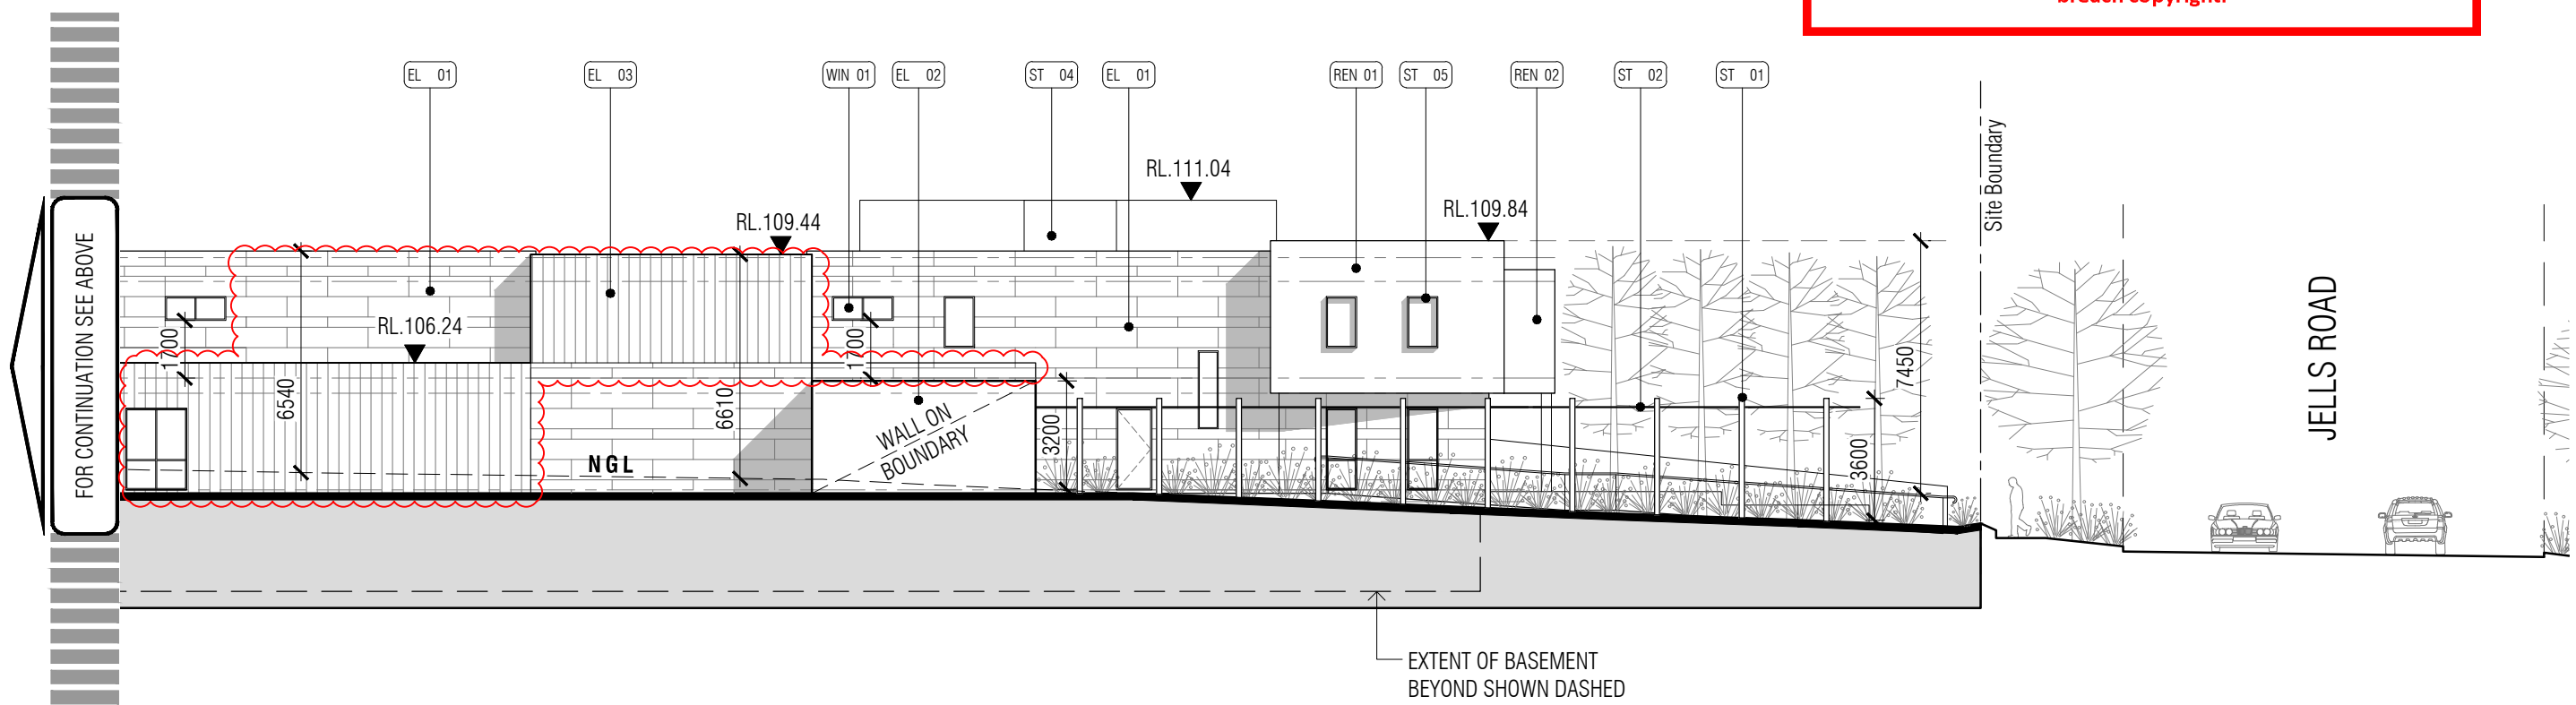 breach copyright.
EL 01
EL 03
WIN 01
EL 02
ST 04
EL 01
REN 01
ST 05
REN 02
ST 02
ST 01
Site Boundary
RL.111.04
RL.109.44
RL.109.84
FOR CONTINUATION SEE ABOVE
RL.106.24
1700
1700
6540
6610
3200
7450
3600
NGL
WALL ON
BOUNDARY
JELLS ROAD
EXTENT OF BASEMENT
BEYOND SHOWN DASHED